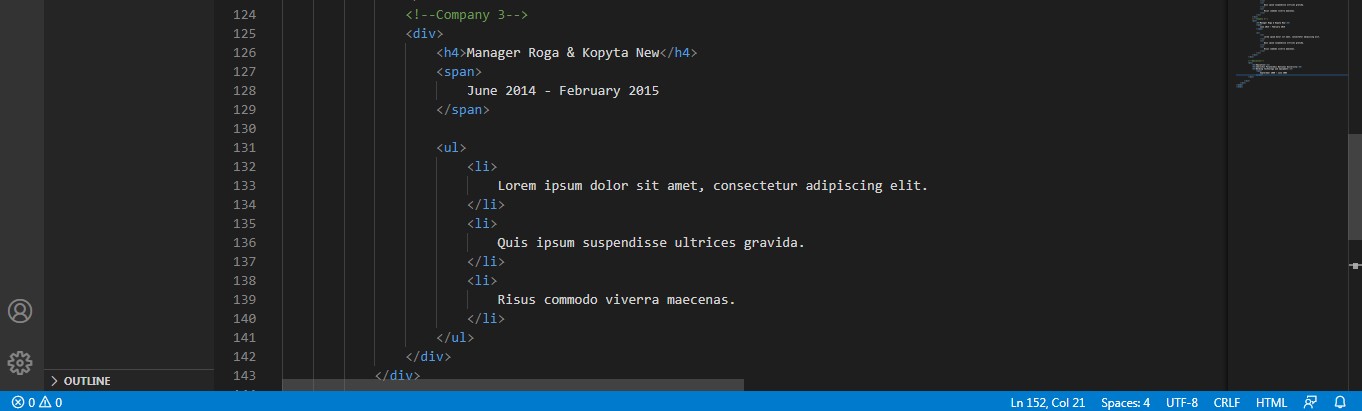 124 <!--Company 3-->
125 <div>
126 <h4>Manager Roga & Kopyta New</h4>
127 <span>
128 June 2014 - February 2015
129 </span>
130
131 <ul>
132 <li>
133 Lorem ipsum dolor sit amet, consectetur adipiscing elit.
134 </li>
135 <li>
136 Quis ipsum suspendisse ultrices gravida.
137 </li>
138 <li>
139 Risus commodo viverra maecenas.
140 </li>
141 </ul>
142 </div>
143 </div>
OUTLINE
0 0 Ln 152, Col 21 Spaces: 4 UTF-8 CRLF HTML